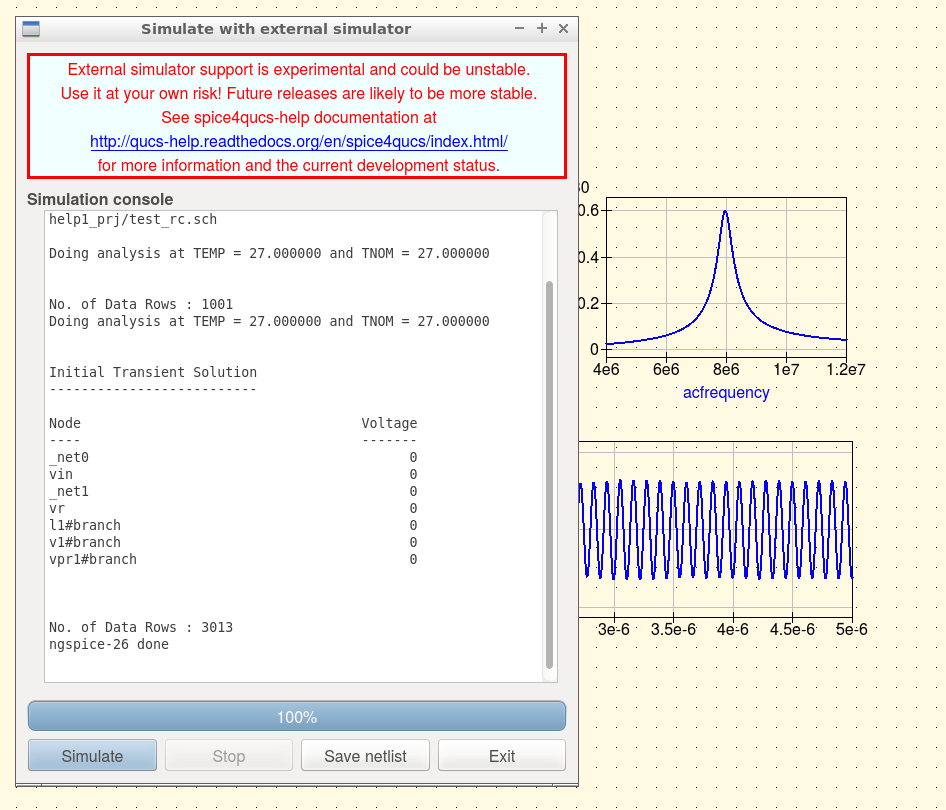 Simulate with external simulator
External simulator support is experimental and could be unstable.
Use it at your own risk! Future releases are likely to be more stable.
See spice4qucs-help documentation at
http://qucs-help.readthedocs.org/en/spice4qucs/index.html/
for more information and the current development status.
Simulation console
help1_prj/test_rc.sch
Doing analysis at TEMP = 27.000000 and TNOM = 27.000000
No. of Data Rows : 1001
Doing analysis at TEMP = 27.000000 and TNOM = 27.000000
Initial Transient Solution
--------------------------
Node Voltage
---- -------
_net0 0
vin 0
_net1 0
vr 0
l1#branch 0
v1#branch 0
vpr1#branch 0
No. of Data Rows : 3013
ngspice-26 done
100%
Simulate Stop Save netlist Exit
0.6
0.4
0.2
0
4e6 6e6 8e6 1e7 1.2e7
acfrequency
3e-6 3.5e-6 4e-6 4.5e-6 5e-6